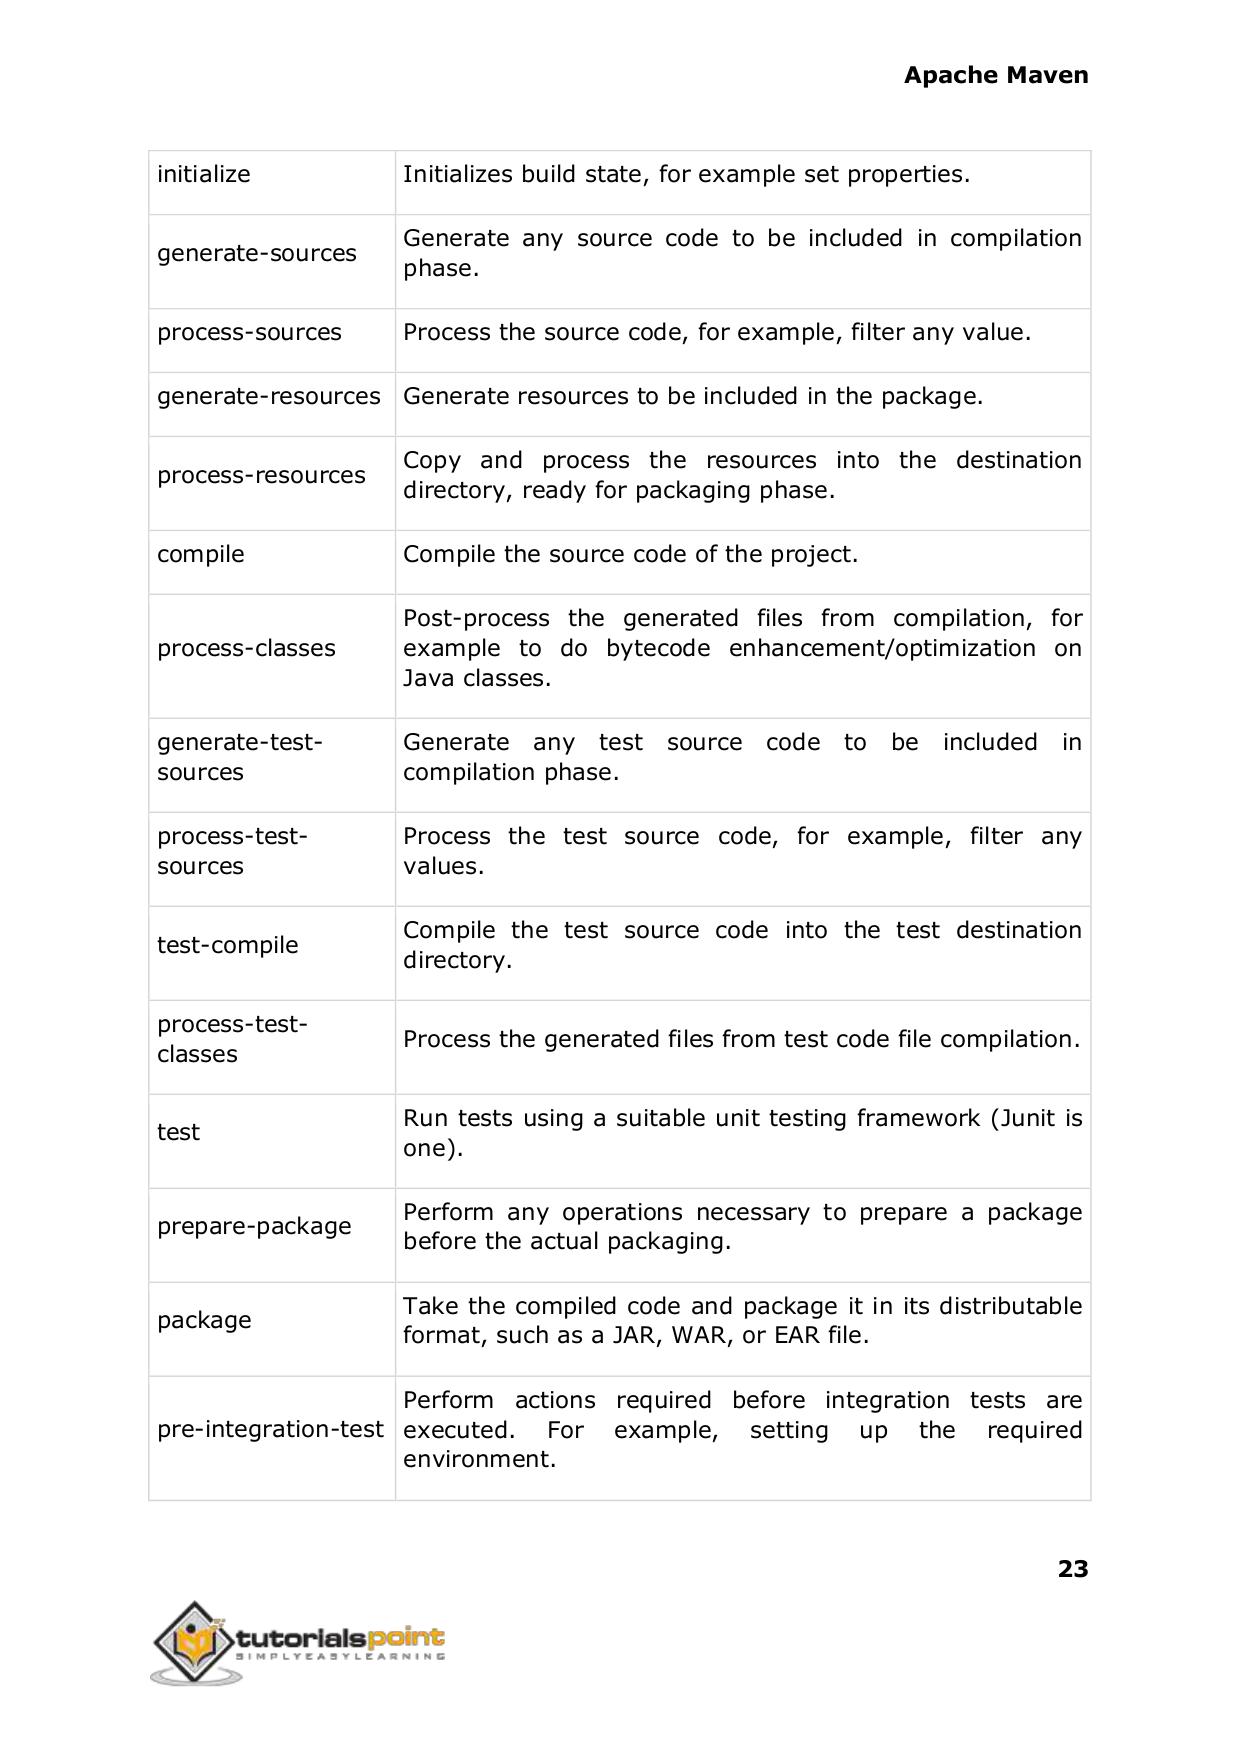 Apache Maven
initialize
Initializes build state, for example set properties.
generate-sources
Generate any source code to be included in compilation
phase.
process-sources
Process the source code, for example, filter any value.
generate-resources
Generate resources to be included in the package.
process-resources
Copy and process the resources into the destination
directory, ready for packaging phase.
compile
Compile the source code of the project.
process-classes
Post-process the generated files from compilation, for
example to do bytecode enhancement/optimization on
Java classes.
generate-test-
sources
Generate any test source code to be included in
compilation phase.
process-test-
sources
Process the test source code, for example, filter any
values.
test-compile
Compile the test source code into the test destination
directory.
process-test-
classes
Process the generated files from test code file compilation.
test
Run tests using a suitable unit testing framework (Junit is
one).
prepare-package
Perform any operations necessary to prepare a package
before the actual packaging.
package
Take the compiled code and package it in its distributable
format, such as a JAR, WAR, or EAR file.
pre-integration-test
Perform actions required before integration tests are
executed. For example, setting up the required
environment.
23
tutorialspoint
SIMPLYEASYLEARNING